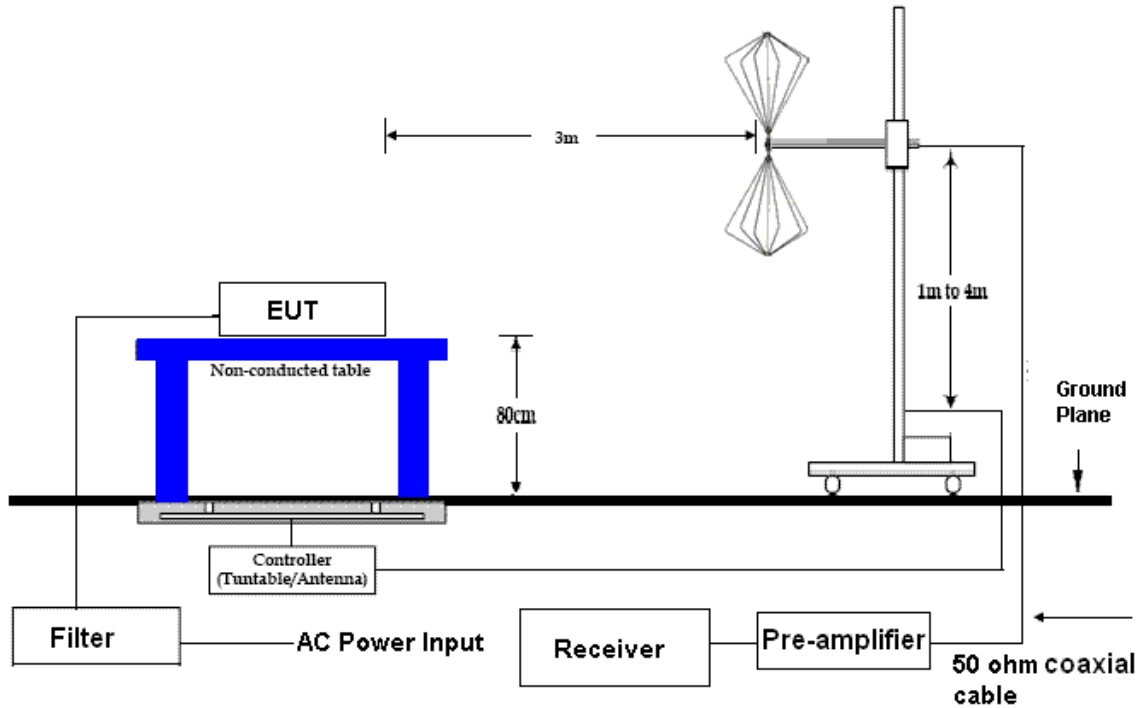 3m
1m to 4m
EUT
Non-conducted table
80cm
Ground
Plane
Controller
(Tuntable/Antenna)
Filter
AC Power Input
Receiver
Pre-amplifier
50 ohm coaxial
cable